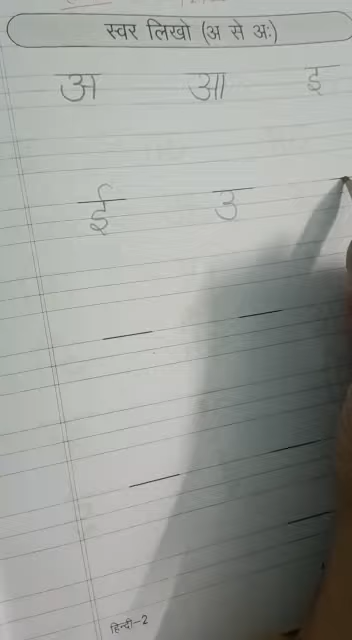 स्वर लिखो (अ से अः)
अ आ इ
ई उ
हिन्दी–2